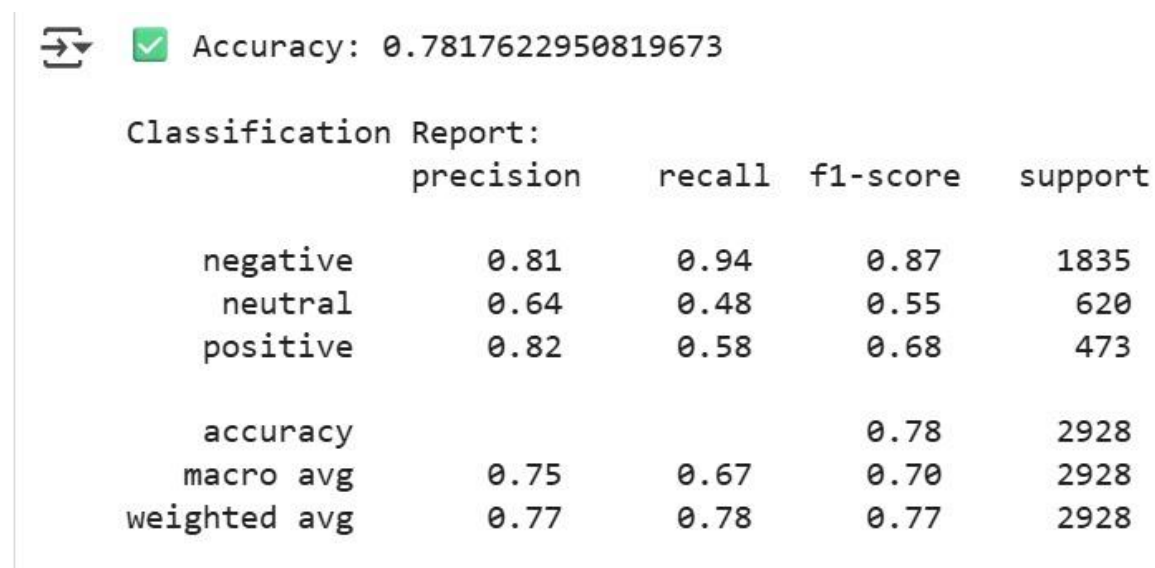 ✅ Accuracy: 0.7817622950819673
Classification Report:
precision recall f1-score support
negative 0.81 0.94 0.87 1835
neutral 0.64 0.48 0.55 620
positive 0.82 0.58 0.68 473
accuracy 0.78 2928
macro avg 0.75 0.67 0.70 2928
weighted avg 0.77 0.78 0.77 2928